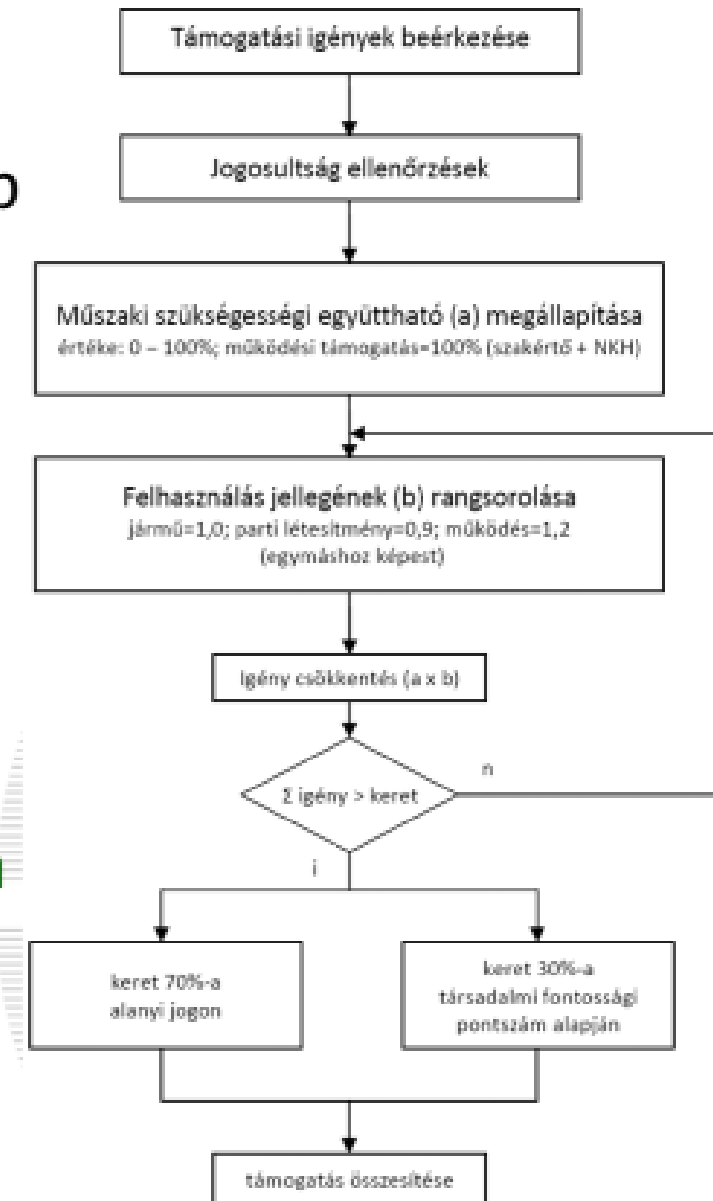 Támogatási igények beérkezése
Jogosultság ellenőrzések
Műszaki szükségességi együttható (a) megállapítása
értéke: 0 – 100%; működési támogatás=100% (szakértő + NKH)
Felhasználás jellegének (b) rangsorolása
jármű=1,0; parti létesítmény=0,9; működés=1,2
(egymáshoz képest)
Igény csökkentés (a x b)
Σ igény > keret
n
i
keret 70%-a
alanyi jogon
keret 30%-a
társadalmi fontossági
pontszám alapján
támogatás összesítése